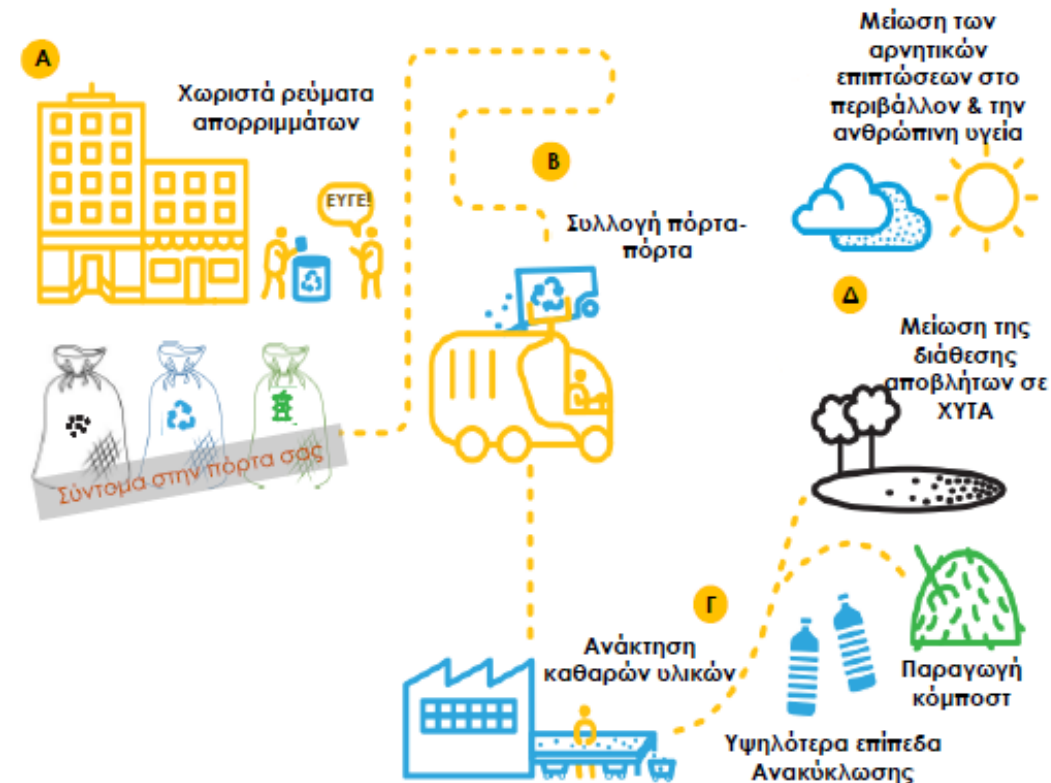 Α
Χωριστά ρεύματα
απορριμμάτων
ΕΥΓΕ!
Σύντομα στην πόρτα σας
Β
Συλλογή πόρτα-
πόρτα
Γ
Ανάκτηση
καθαρών υλικών
Υψηλότερα επίπεδα
Ανακύκλωσης
Παραγωγή
κόμποστ
Δ
Μείωση των
αρνητικών
επιπτώσεων στο
περιβάλλον & την
ανθρώπινη υγεία
Μείωση της
διάθεσης
αποβλήτων σε
ΧΥΤΑ